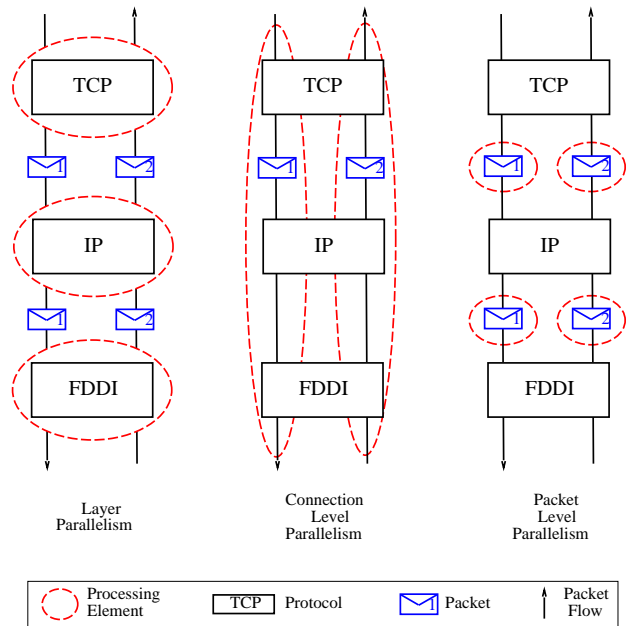 TCP
TCP
TCP
1
2
1
2
1
2
IP
IP
IP
1
2
1
2
FDDI
FDDI
FDDI
Layer
Parallelism
Connection
Level
Parallelism
Packet
Level
Parallelism
Processing
Element
TCP
Protocol
1
Packet
Packet
Flow